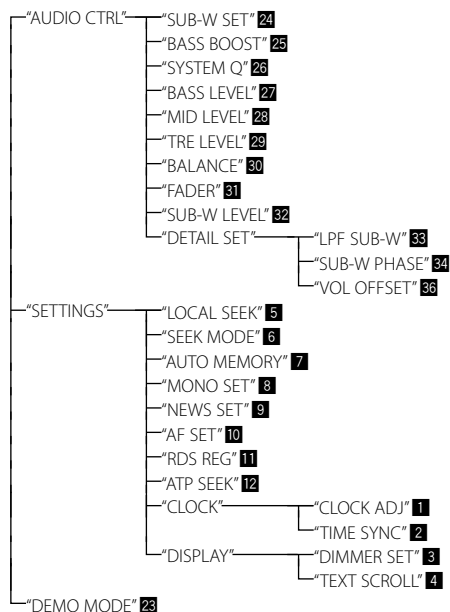 “AUDIO CTRL” “SUB-W SET” 24
“BASS BOOST” 25
“SYSTEM Q” 26
“BASS LEVEL” 27
“MID LEVEL” 28
“TRE LEVEL” 29
“BALANCE” 30
“FADER” 31
“SUB-W LEVEL” 32
“DETAIL SET” “LPF SUB-W” 33
“SUB-W PHASE” 34
“VOL OFFSET” 36
“SETTINGS” “LOCAL SEEK” 5
“SEEK MODE” 6
“AUTO MEMORY” 7
“MONO SET” 8
“NEWS SET” 9
“AF SET” 10
“RDS REG” 11
“ATP SEEK” 12
“CLOCK” “CLOCK ADJ” 1
“TIME SYNC” 2
“DISPLAY” “DIMMER SET” 3
“TEXT SCROLL” 4
“DEMO MODE” 23